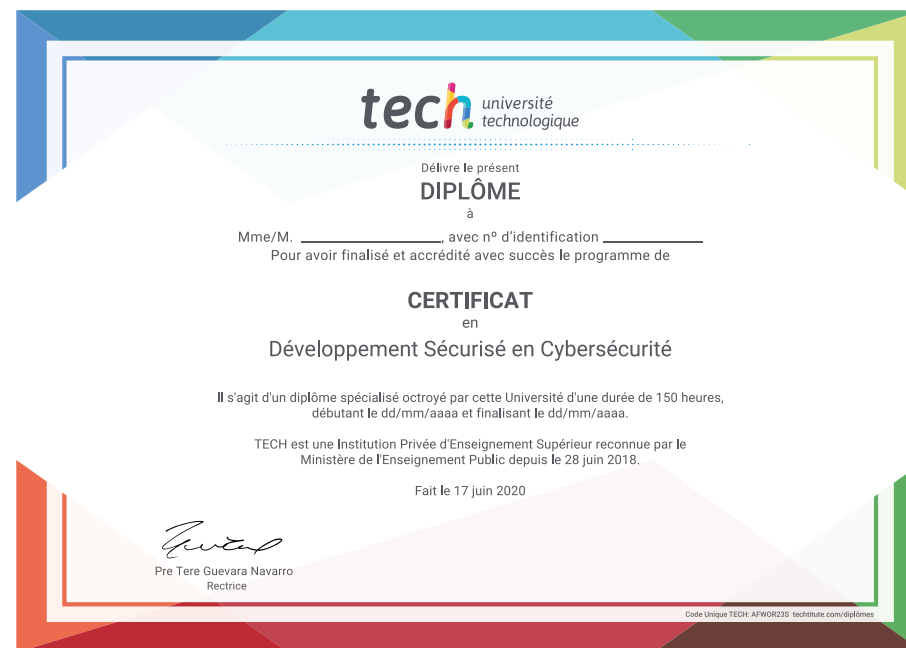 tech université
technologique
Délivre le présent
DIPLÔME
à
Mme/M. ____________________, avec nº d'identification ______________
Pour avoir finalisé et accrédité avec succès le programme de
CERTIFICAT
en
Développement Sécurisé en Cybersécurité
Il s'agit d'un diplôme spécialisé octroyé par cette Université d'une durée de 150 heures,
débutant le dd/mm/aaaa et finalisant le dd/mm/aaaa.
TECH est une Institution Privée d'Enseignement Supérieur reconnue par le
Ministère de l'Enseignement Public depuis le 28 juin 2018.
Fait le 17 juin 2020
Pre Tere Guevara Navarro
Rectrice
Code Unique TECH: AFWOR23S techtitute.com/diplômes